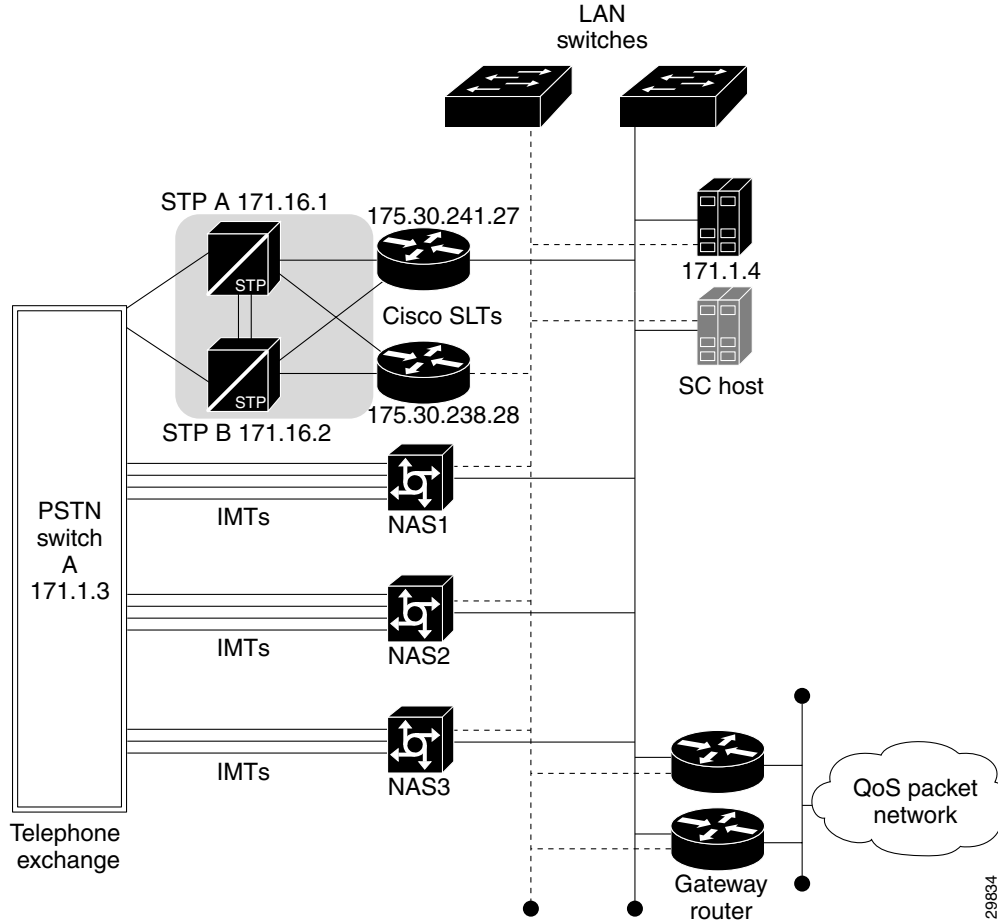 LAN
switches
STP A 171.16.1
175.30.241.27
STP
171.1.4
Cisco SLTs
STP
SC host
175.30.238.28
STP B 171.16.2
PSTN
switch
A
171.1.3
IMTs
NAS1
IMTs
NAS2
IMTs
NAS3
QoS packet
network
Telephone
exchange
Gateway
router
29834